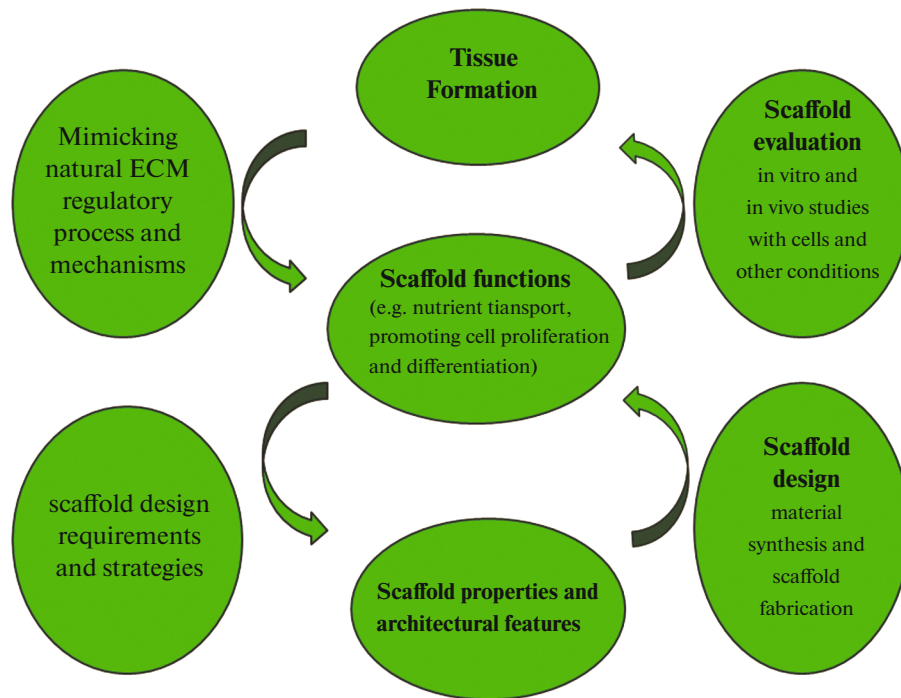 Tissue
Formation
Mimicking
natural ECM
regulatory
process and
mechanisms
Scaffold
evaluation
in vitro and
in vivo studies
with cells and
other conditions
Scaffold functions
(e.g. nutrient transport,
promoting cell proliferation
and differentiation)
scaffold design
requirements
and strategies
Scaffold
design
material
synthesis and
scaffold
fabrication
Scaffold properties and
architectural features